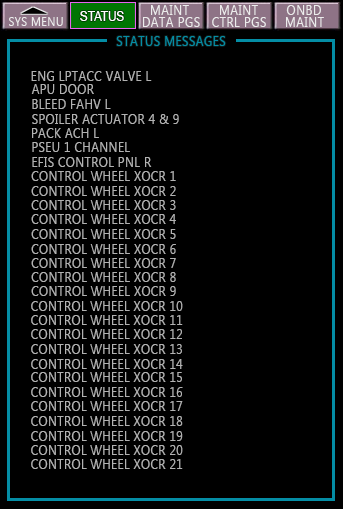 SYS MENU
STATUS
MAINT
DATA PGS
MAINT
CTRL PGS
ONBD
MAINT
STATUS MESSAGES
ENG LPTACC VALVE L
APU DOOR
BLEED FAHV L
SPOILER ACTUATOR 4 & 9
PACK ACH L
PSEU 1 CHANNEL
EFIS CONTROL PNL R
CONTROL WHEEL XOCR 1
CONTROL WHEEL XOCR 2
CONTROL WHEEL XOCR 3
CONTROL WHEEL XOCR 4
CONTROL WHEEL XOCR 5
CONTROL WHEEL XOCR 6
CONTROL WHEEL XOCR 7
CONTROL WHEEL XOCR 8
CONTROL WHEEL XOCR 9
CONTROL WHEEL XOCR 10
CONTROL WHEEL XOCR 11
CONTROL WHEEL XOCR 12
CONTROL WHEEL XOCR 13
CONTROL WHEEL XOCR 14
CONTROL WHEEL XOCR 15
CONTROL WHEEL XOCR 16
CONTROL WHEEL XOCR 17
CONTROL WHEEL XOCR 18
CONTROL WHEEL XOCR 19
CONTROL WHEEL XOCR 20
CONTROL WHEEL XOCR 21